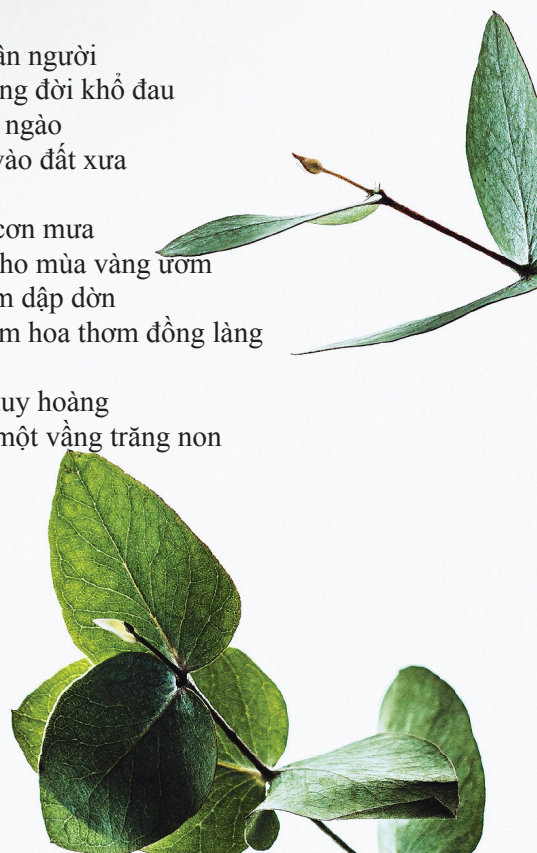 ân người
ng đời khổ đau
ngào
vào đất xưa
cơn mưa
ho mùa vàng ươm
m dập dờn
m hoa thơm đồng làng
uy hoàng
một vầng trăng non